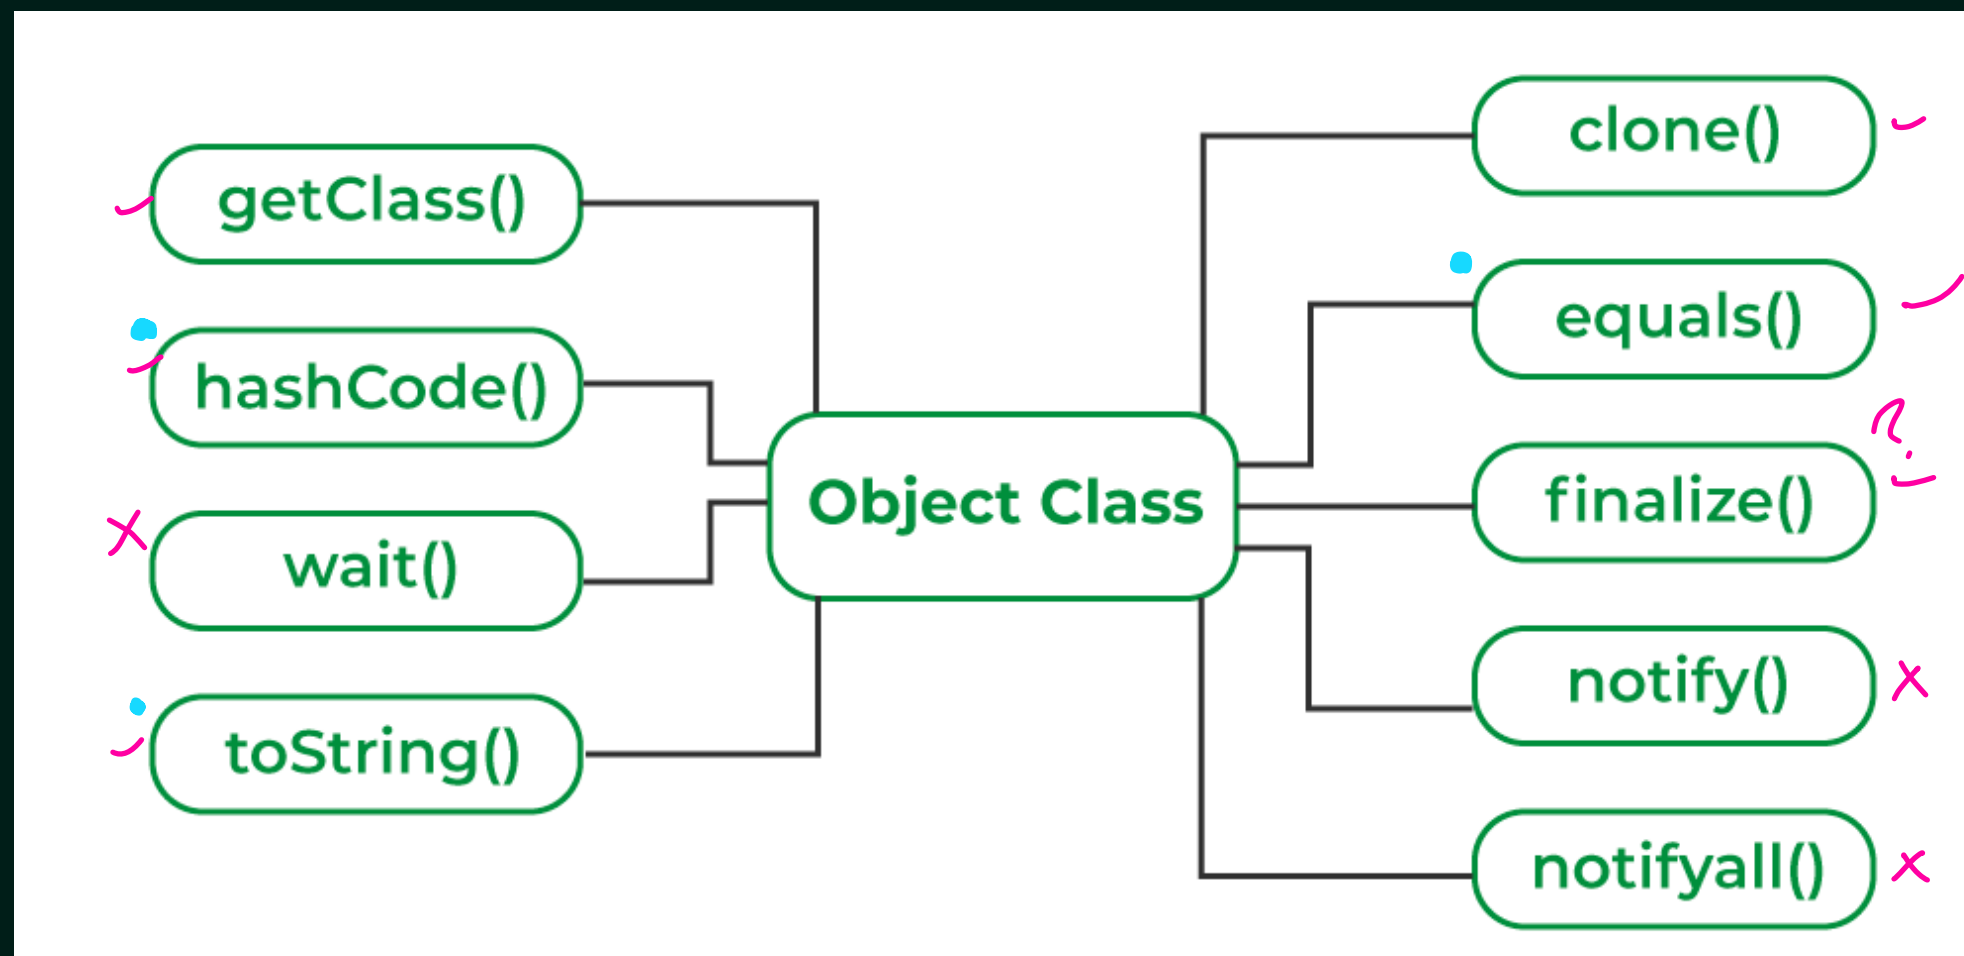 getClass()
hashCode()
wait()
toString()
Object Class
clone()
equals()
?
finalize()
notify()
notifyall()